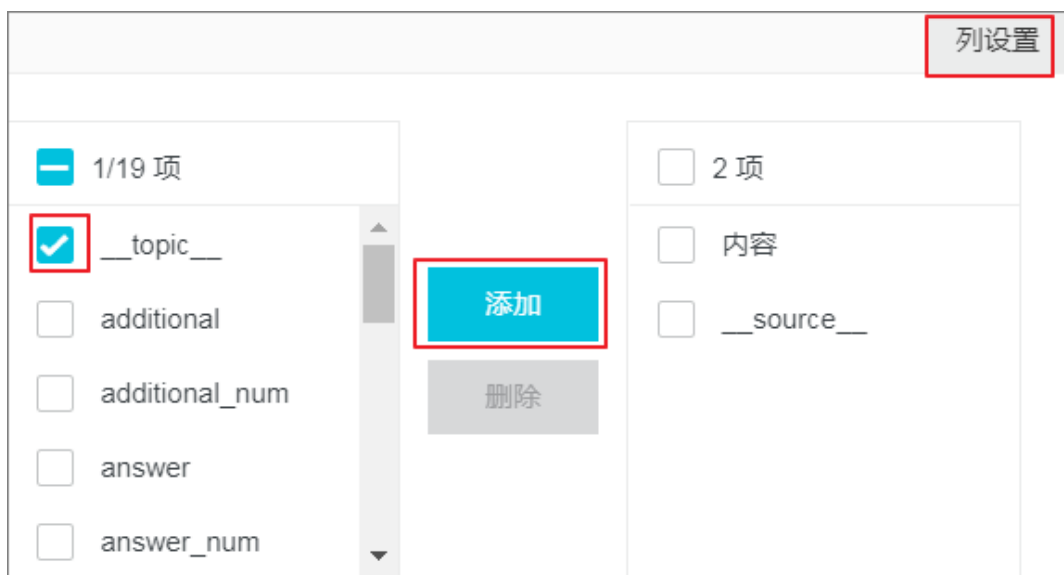 列设置
1/19 项
__topic__
additional
additional_num
answer
answer_num
添加
删除
2 项
内容
__source__